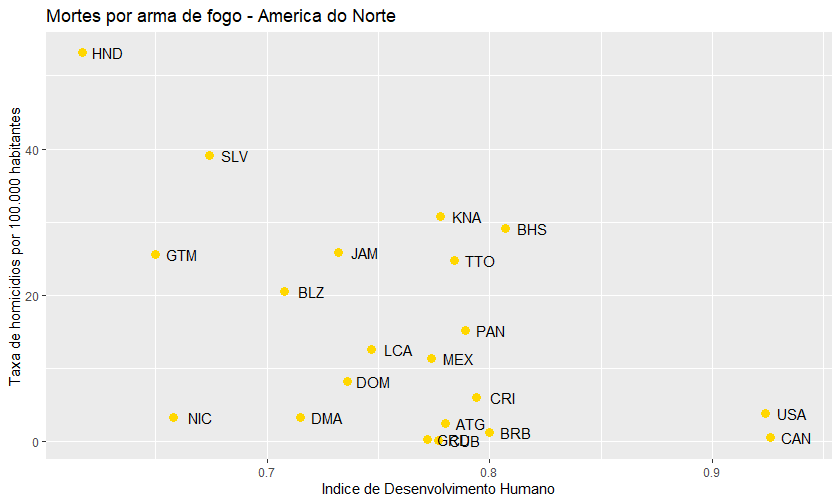 Mortes por arma de fogo - America do Norte
Taxa de homicidios por 100.000 habitantes
HND
40
SLV
KNA
BHS
JAM
GTM
TTO
20
BLZ
PAN
LCA
MEX
DOM
CRI
USA
NIC
DMA
ATG
BRB
CAN
0
GRD
CUB
0.7
0.8
0.9
Indice de Desenvolvimento Humano